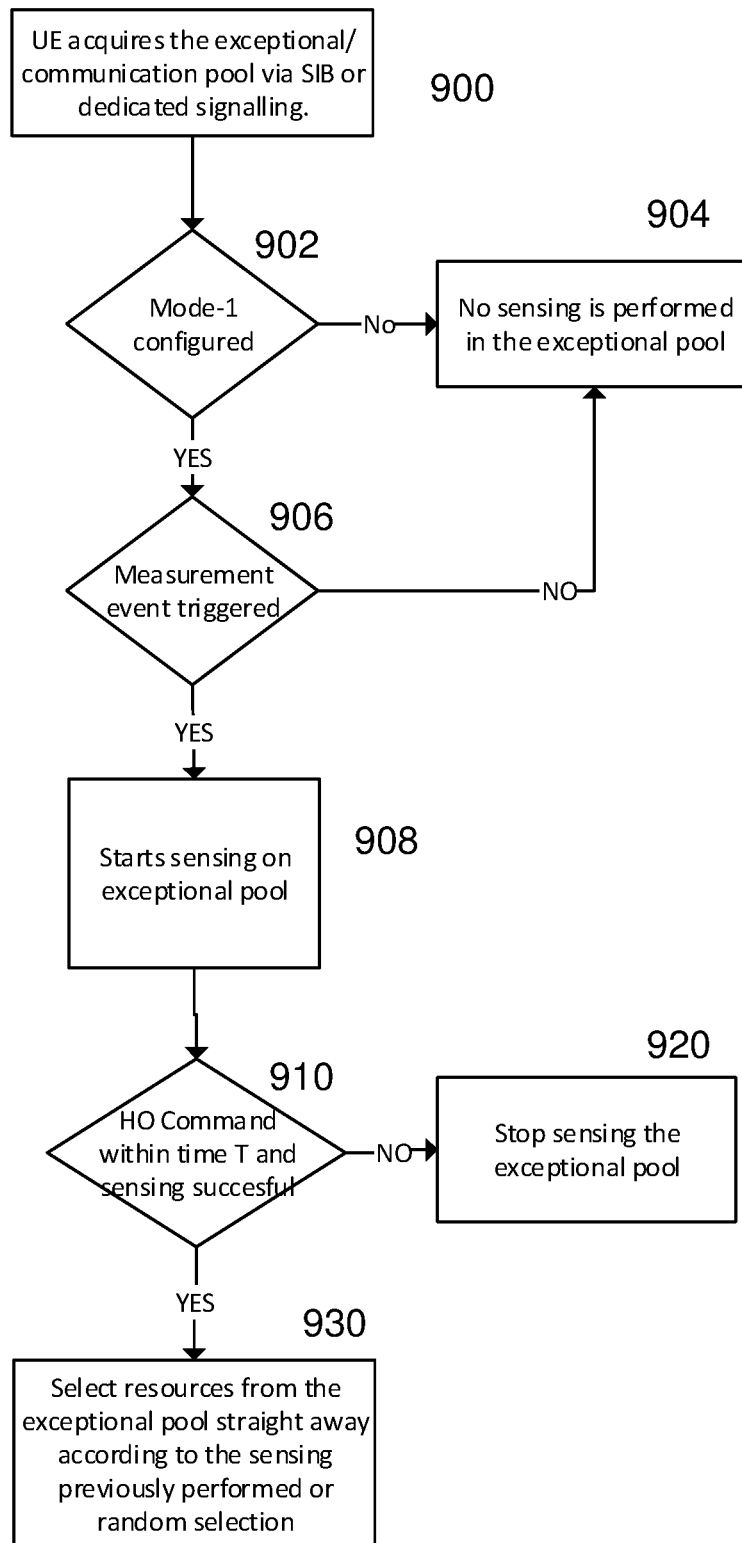 UE acquires the exceptional/
communication pool via SIB or
dedicated signalling.
900
902
904
Mode-1
configured
No
No sensing is performed
in the exceptional pool
YES
906
Measurement
event triggered
NO
YES
908
Starts sensing on
exceptional pool
910
920
HO Command
within time T and
sensing succesful
NO
Stop sensing the
exceptional pool
YES
930
Select resources from the
exceptional pool straight away
according to the sensing
previously performed or
random selection